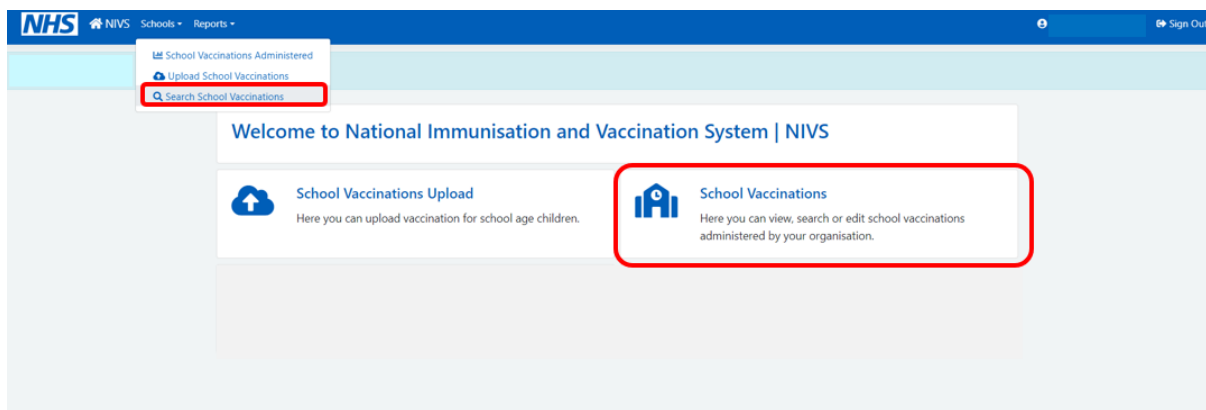 NHS NIVS Schools Reports Sign Out
School Vaccinations Administered
Upload School Vaccinations
Search School Vaccinations
Welcome to National Immunisation and Vaccination System | NIVS
School Vaccinations Upload
Here you can upload vaccination for school age children.
School Vaccinations
Here you can view, search or edit school vaccinations
administered by your organisation.